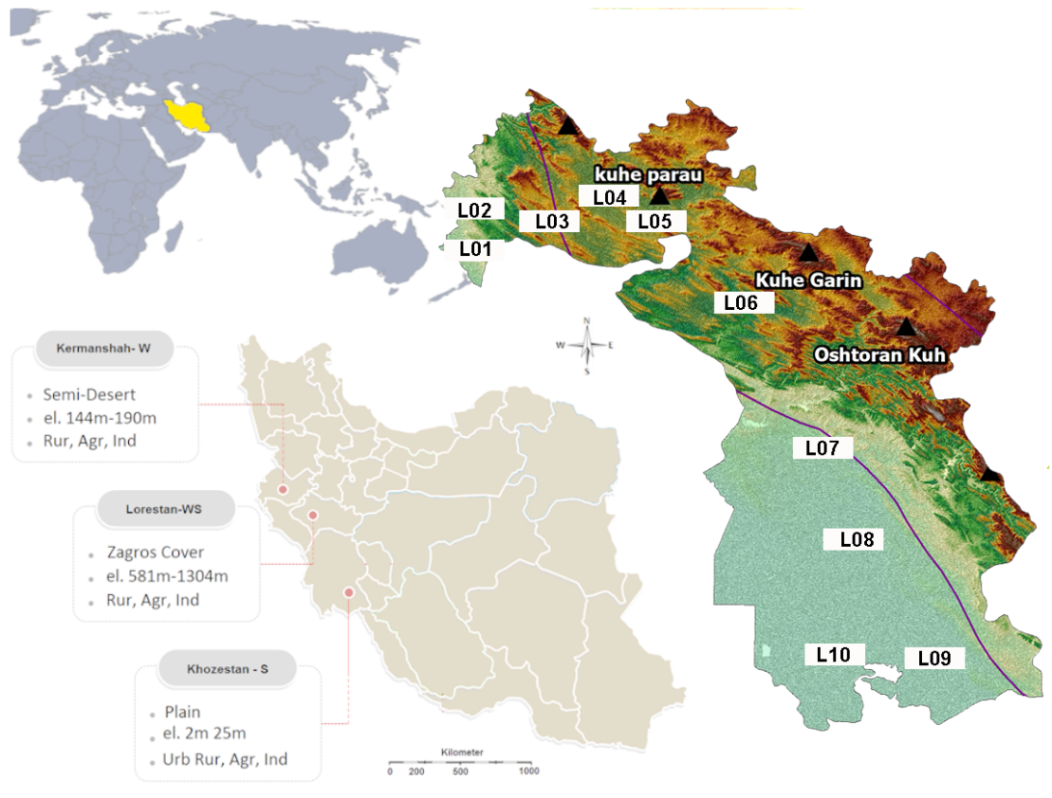 kuhe parau
L04
L02
L03
L05
L01
Kuhe Garin
L06
N
W
E
S
Oshtoran Kuh
Kermanshah- W
Semi-Desert
el. 144m-190m
Rur, Agr, Ind
L07
Lorestan-WS
Zagros Cover
el. 581m-1304m
Rur, Agr, Ind
L08
Khozestan - S
Plain
el. 2m 25m
Urb Rur, Agr, Ind
L10
L09
Kilometer
0 200 500 1000